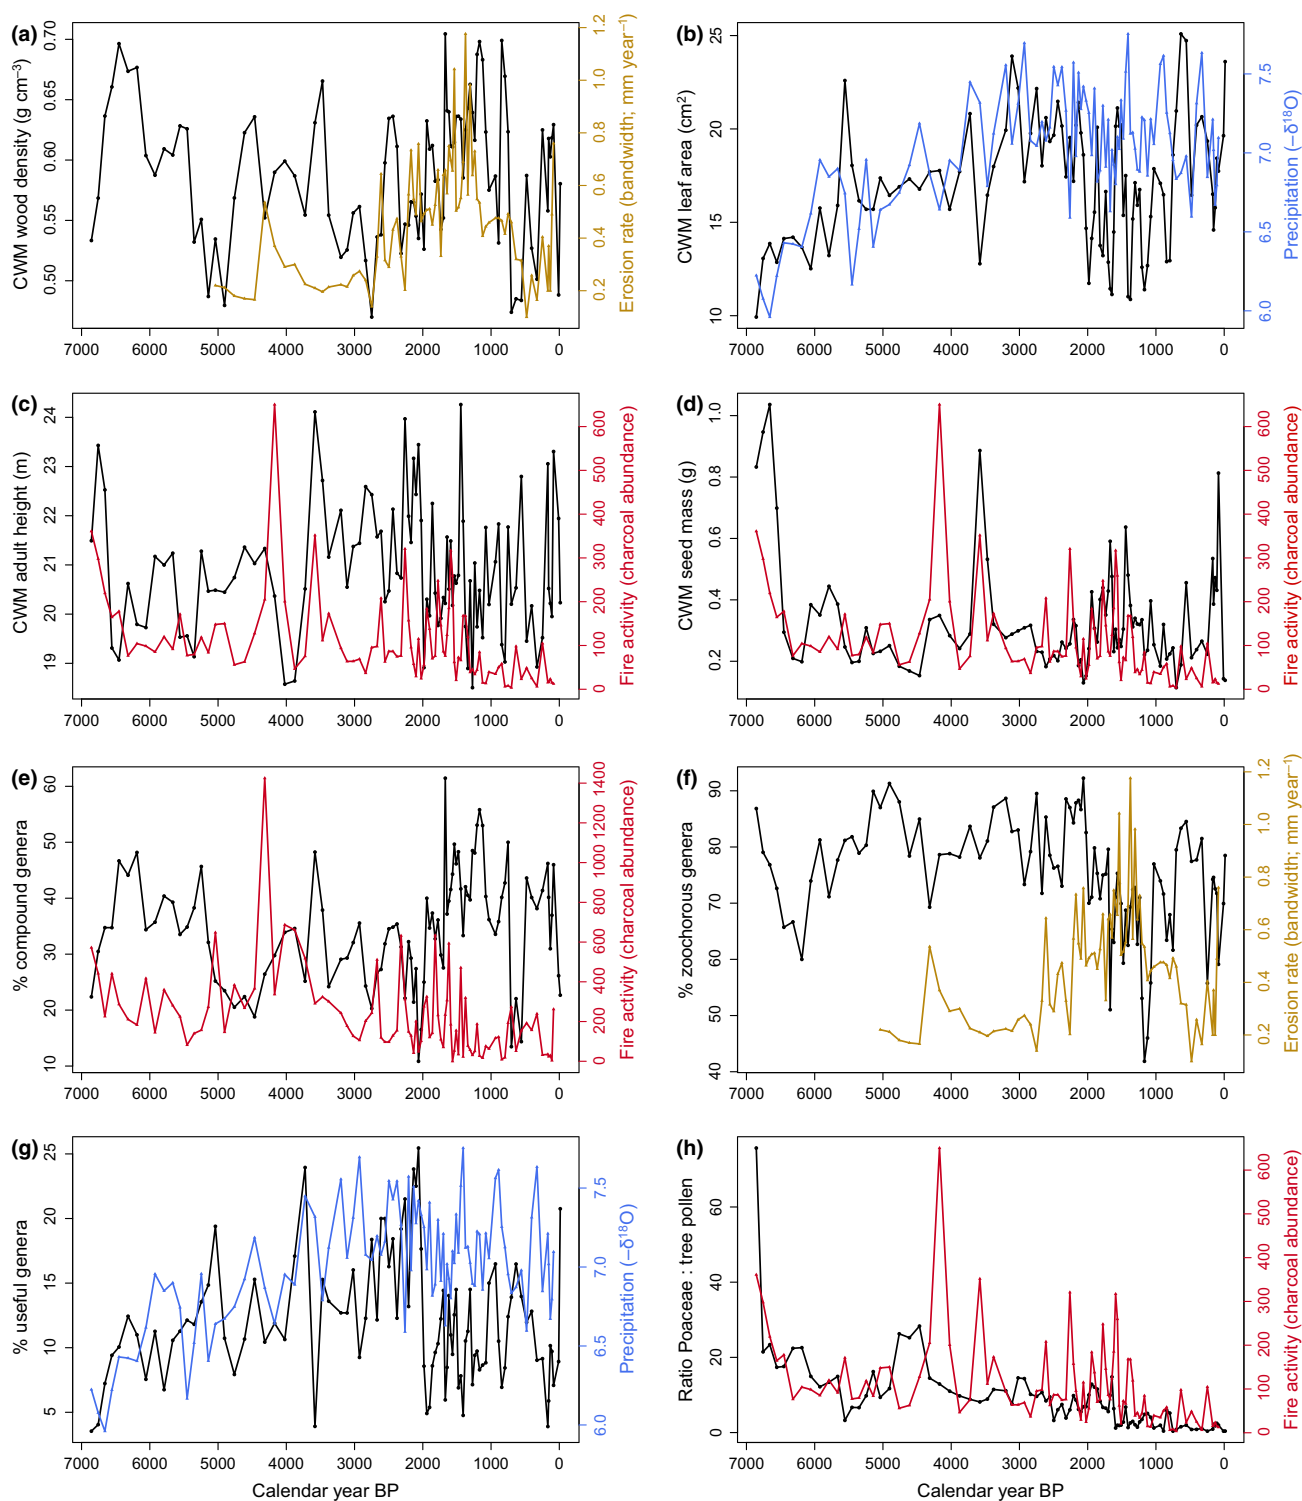 (a)
CWM wood density (g cm⁻³)
0.50 0.55 0.60 0.65 0.70
Erosion rate (bandwidth; mm year⁻¹)
0.2 0.4 0.6 0.8 1.0 1.2
7000 6000 5000 4000 3000 2000 1000 0
(b)
CWM leaf area (cm²)
10 15 20 25
Precipitation (−δ¹⁸O)
6.0 6.5 7.0 7.5
7000 6000 5000 4000 3000 2000 1000 0
(c)
CWM adult height (m)
19 20 21 22 23 24
Fire activity (charcoal abundance)
0 100 200 300 400 500 600
7000 6000 5000 4000 3000 2000 1000 0
(d)
CWM seed mass (g)
0.2 0.4 0.6 0.8 1.0
Fire activity (charcoal abundance)
0 100 200 300 400 500 600
7000 6000 5000 4000 3000 2000 1000 0
(e)
% compound genera
10 20 30 40 50 60
Fire activity (charcoal abundance)
0 200 400 600 800 1000 1200 1400
7000 6000 5000 4000 3000 2000 1000 0
(f)
% zoochorous genera
40 50 60 70 80 90
Erosion rate (bandwidth; mm year⁻¹)
0.2 0.4 0.6 0.8 1.0 1.2
7000 6000 5000 4000 3000 2000 1000 0
(g)
% useful genera
5 10 15 20 25
Precipitation (−δ¹⁸O)
6.0 6.5 7.0 7.5
7000 6000 5000 4000 3000 2000 1000 0
Calendar year BP
(h)
Ratio Poaceae : tree pollen
0 20 40 60
Fire activity (charcoal abundance)
0 100 200 300 400 500 600
7000 6000 5000 4000 3000 2000 1000 0
Calendar year BP